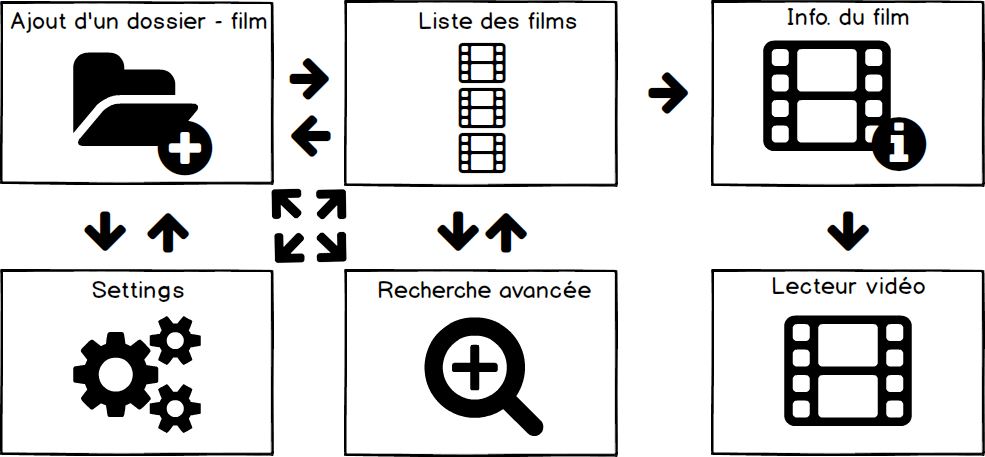 Ajout d'un dossier - film
Liste des films
Info. du film
Settings
Recherche avancée
Lecteur vidéo